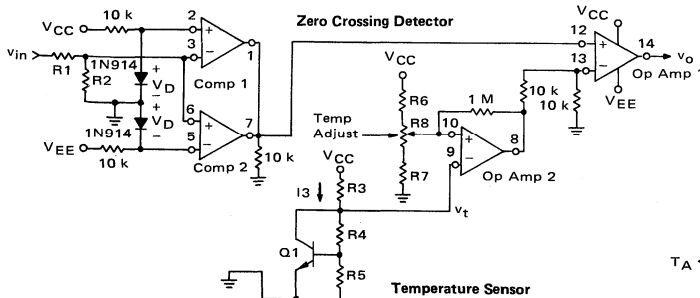 Zero Crossing Detector
VCC
10 k
2
+
3
−
1
Comp 1
vin
R1
R2
1N914
+
VD
−
+
VD
−
1N914
VEE
10 k
6
+
5
−
7
Comp 2
10 k
VCC
12
+
13
−
14
vo
Op Amp 1
VEE
10 k
10 k
VCC
R6
Temp
Adjust
R8
R7
1 M
10
+
9
−
8
Op Amp 2
VCC
I3
R3
vt
R4
Q1
R5
Temperature Sensor
TA